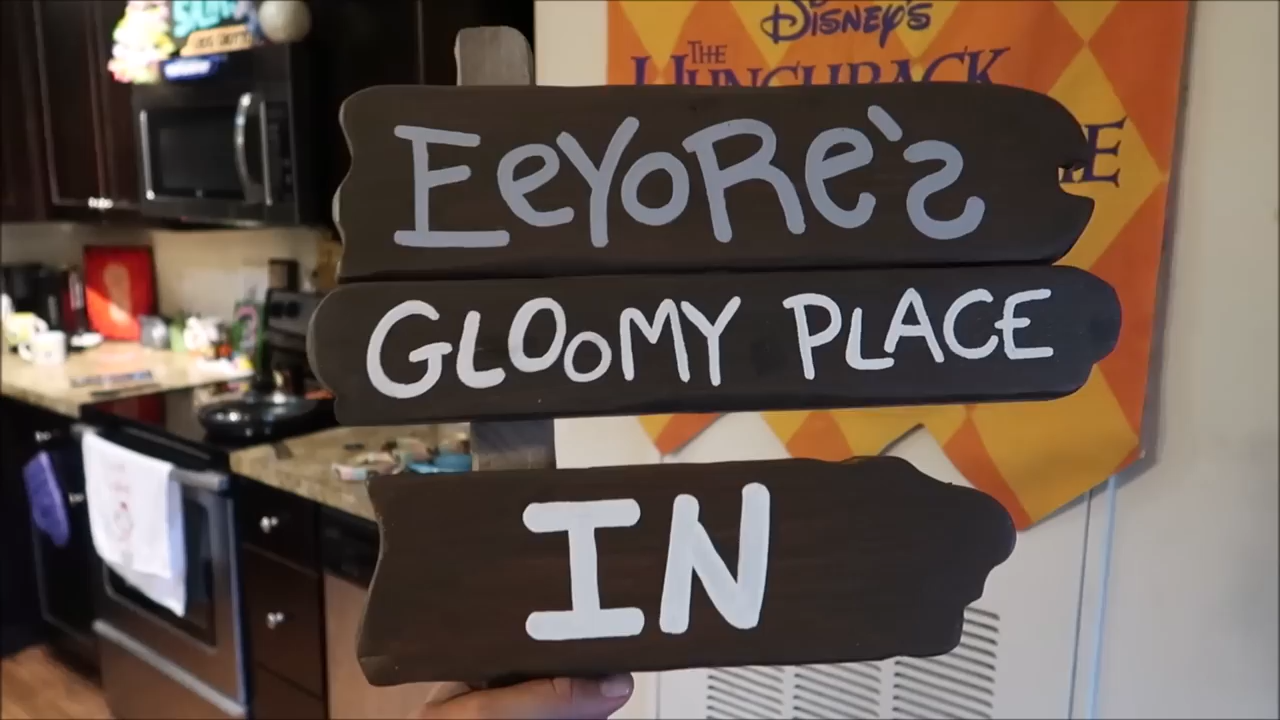 DISNEY'S
THE
HUNCHBACK
EEYORE'S
GLOOMY PLACE
IN